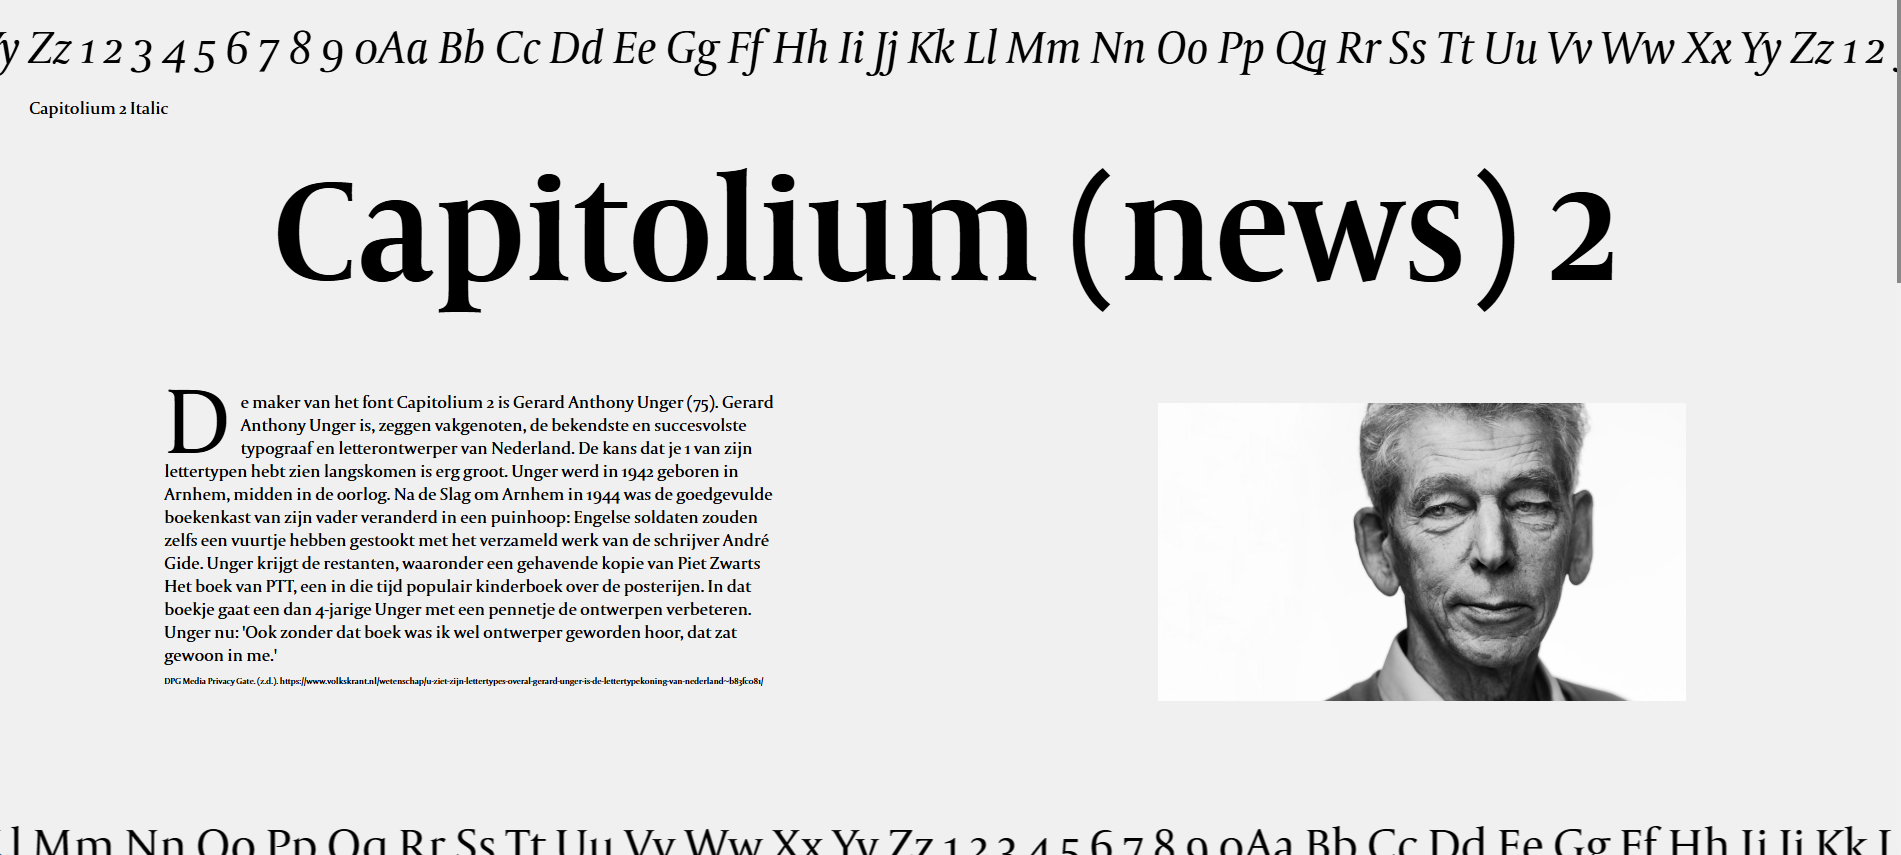 y Zz 1 2 3 4 5 6 7 8 9 0Aa Bb Cc Dd Ee Gg Ff Hh Ii Jj Kk Ll Mm Nn Oo Pp Qq Rr Ss Tt Uu Vv Ww Xx Yy Zz 1 2
Capitolium 2 Italic
Capitolium (news) 2
De maker van het font Capitolium 2 is Gerard Anthony Unger (75). Gerard
Anthony Unger is, zeggen vakgenoten, de bekendste en succesvolste
typograaf en letterontwerper van Nederland. De kans dat je 1 van zijn
lettertypen hebt zien langskomen is erg groot. Unger werd in 1942 geboren in
Arnhem, midden in de oorlog. Na de Slag om Arnhem in 1944 was de goedgevulde
boekenkast van zijn vader veranderd in een puinhoop: Engelse soldaten zouden
zelfs een vuurtje hebben gestookt met het verzameld werk van de schrijver André
Gide. Unger krijgt de restanten, waaronder een gehavende kopie van Piet Zwarts
Het boek van PTT, een in die tijd populair kinderboek over de posterijen. In dat
boekje gaat een dan 4-jarige Unger met een pennetje de ontwerpen verbeteren.
Unger nu: 'Ook zonder dat boek was ik wel ontwerper geworden hoor, dat zat
gewoon in me.'
DPG Media Privacy Gate. (z.d.). https://www.volkskrant.nl/wetenschap/u-ziet-zijn-lettertypes-overal-gerard-unger-is-de-lettertypekoning-van-nederland~b83fc081/
l Mm Nn Oo Pp Qq Rr Ss Tt Uu Vv Ww Xx Yy Zz 1 2 3 4 5 6 7 8 9 0Aa Bb Cc Dd Ee Gg Ff Hh Ii Jj Kk L